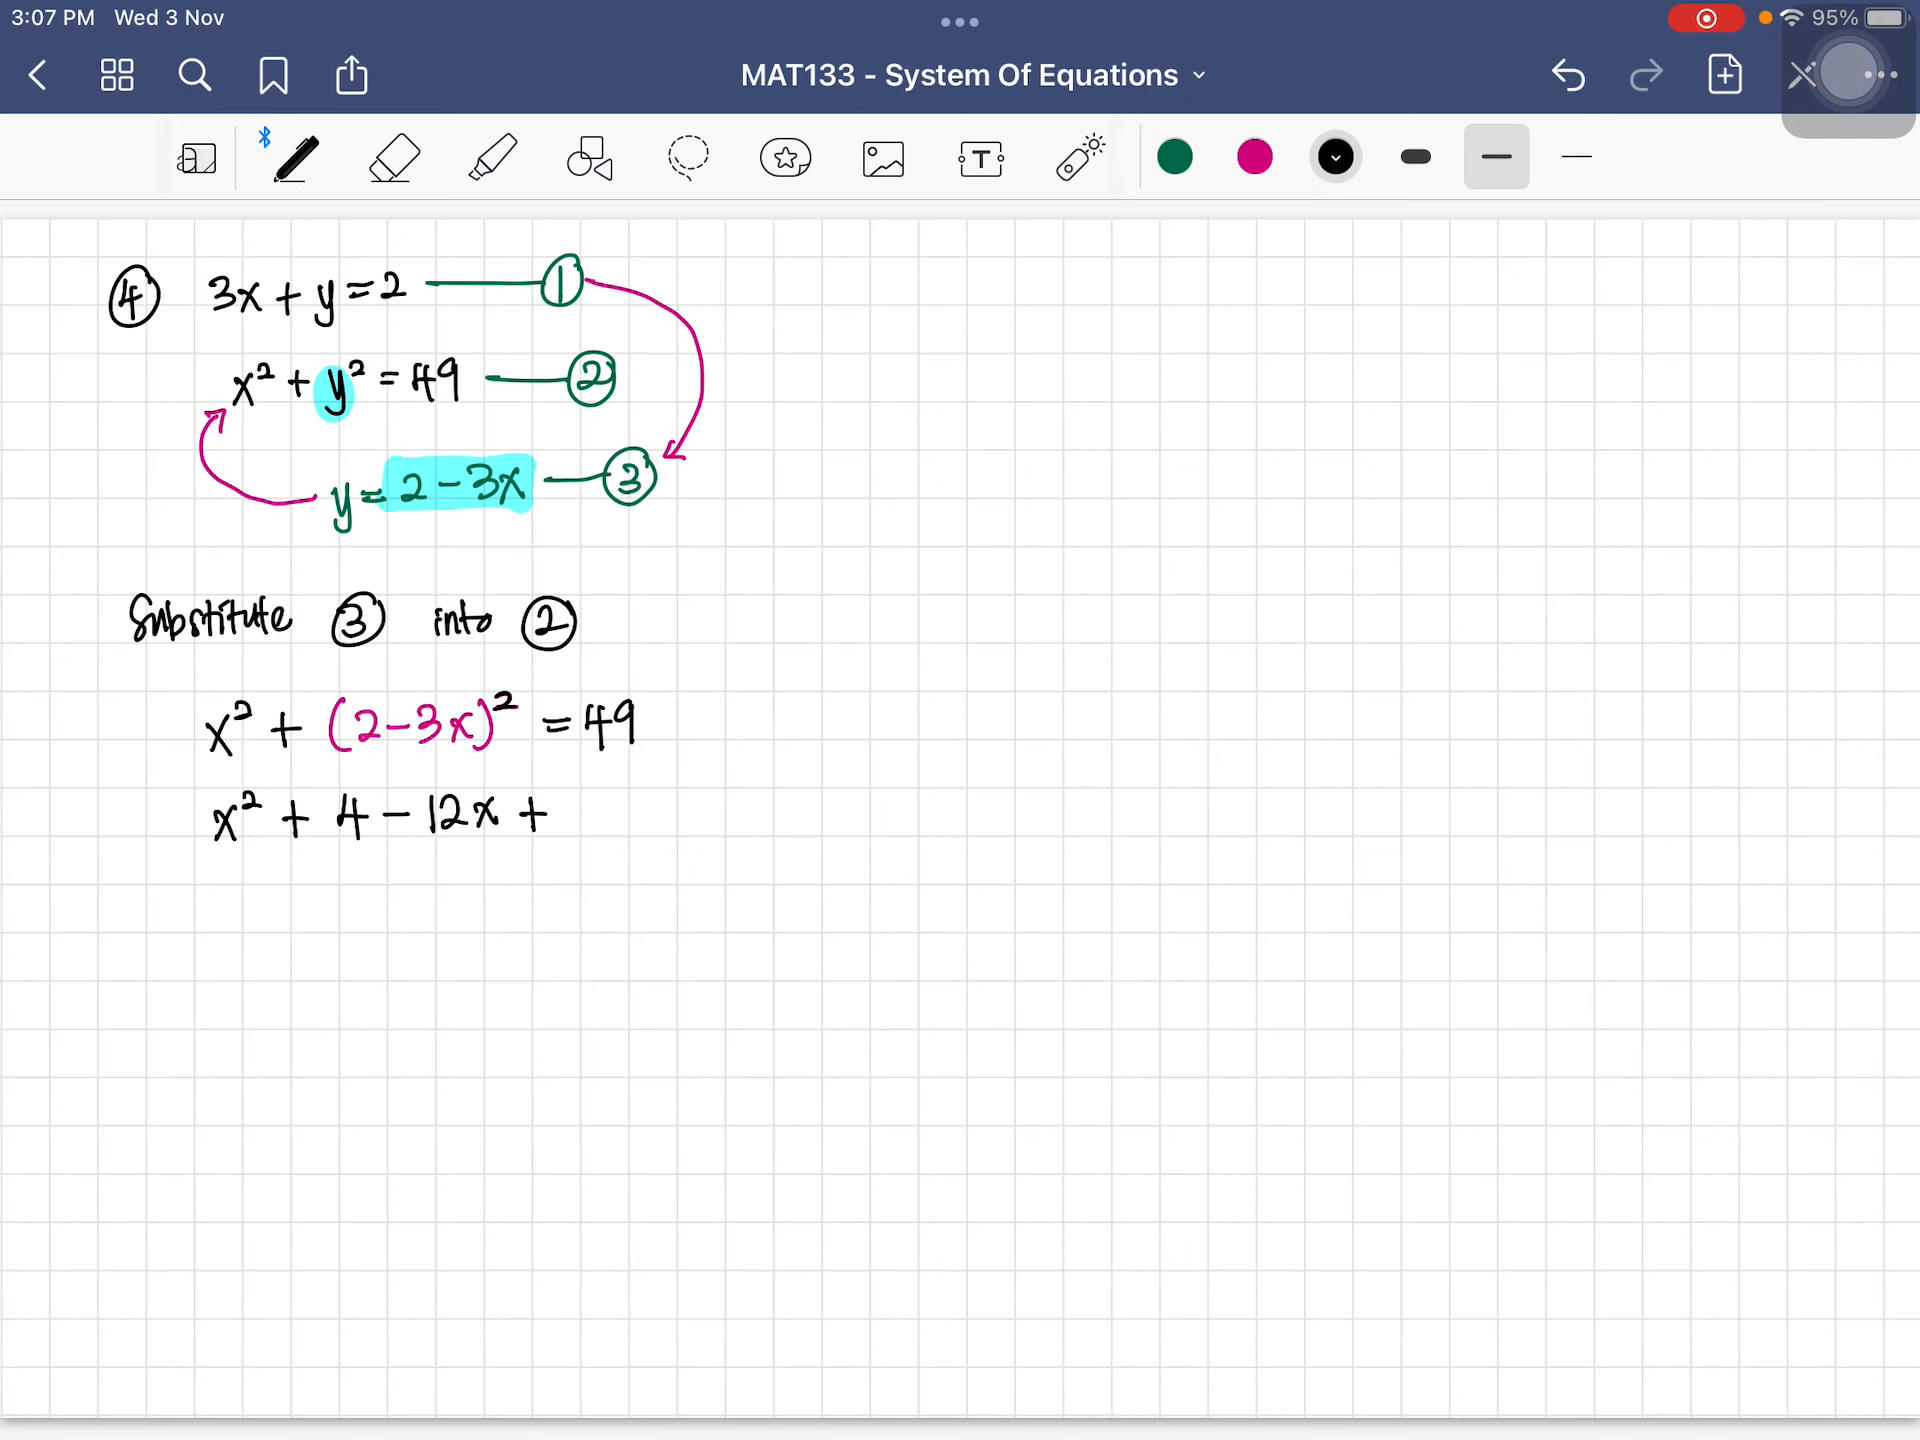 3:07 PM Wed 3 Nov 95%
MAT133 - System Of Equations
④ 3x + y = 2 —— ①
x² + y² = 49 —— ②
y = 2 - 3x —— ③
Substitute ③ into ②
x² + (2-3x)² = 49
x² + 4 - 12x +